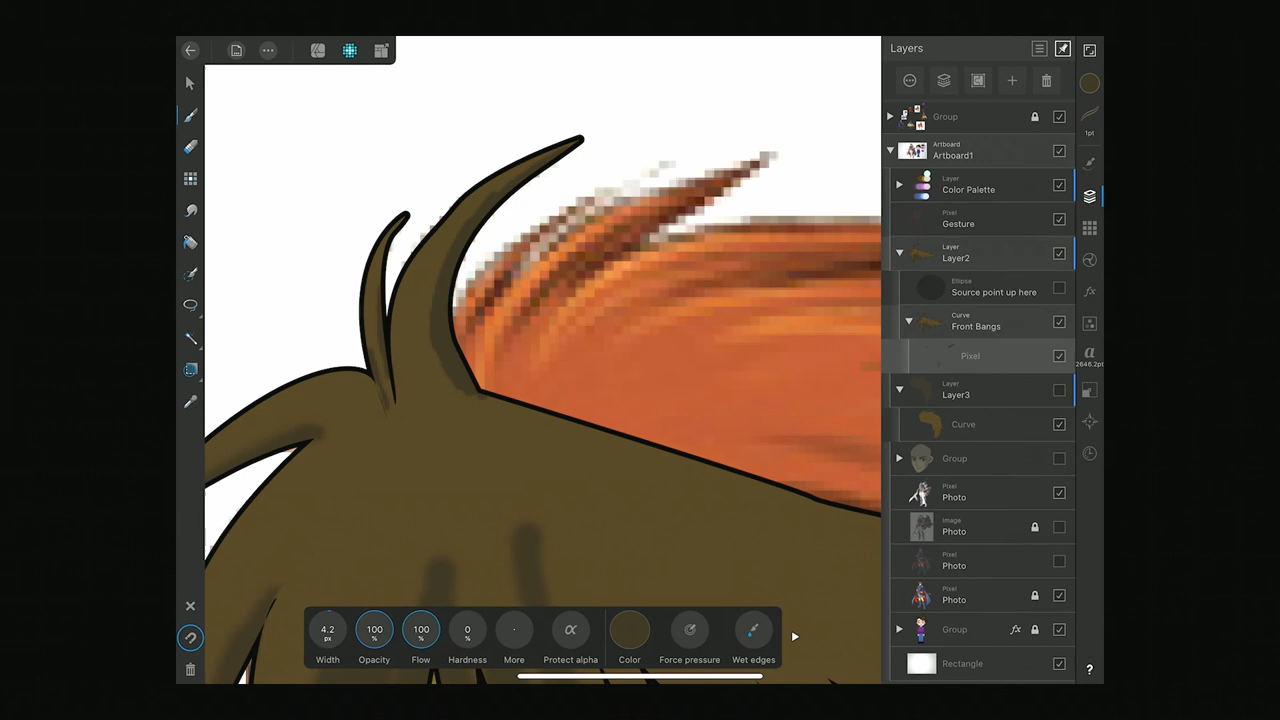 Layers
Group
Artboard
Artboard1
Layer
Color Palette
Pixel
Gesture
Layer
Layer2
Ellipse
Source point up here
Curve
Front Bangs
Pixel
Layer
Layer3
Curve
Group
Pixel
Photo
Image
Photo
Pixel
Photo
Pixel
Photo
Group
fx
Rectangle
1pt
fx
a
2646.2pt
?
4.2
px
100
%
100
%
0
%
Width
Opacity
Flow
Hardness
More
Protect alpha
Color
Force pressure
Wet edges